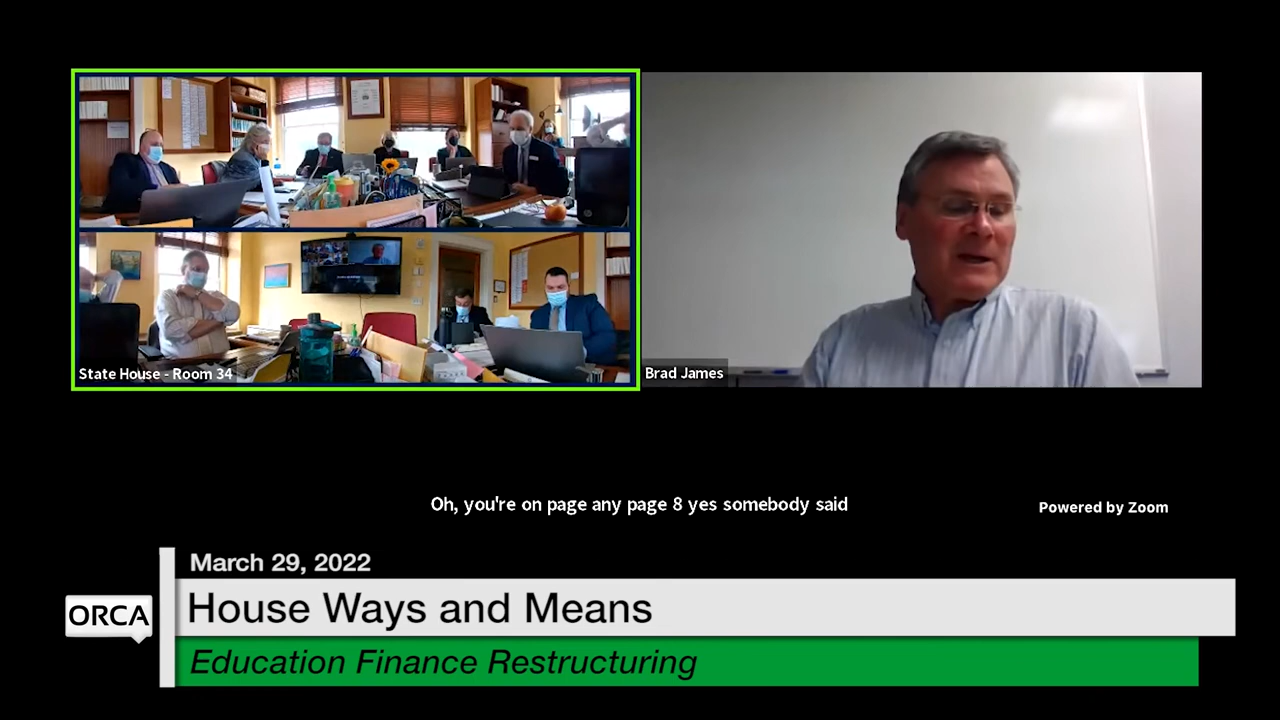 State House - Room 34
Brad James
Oh, you're on page any page 8 yes somebody said
Powered by Zoom
March 29, 2022
ORCA
House Ways and Means
Education Finance Restructuring